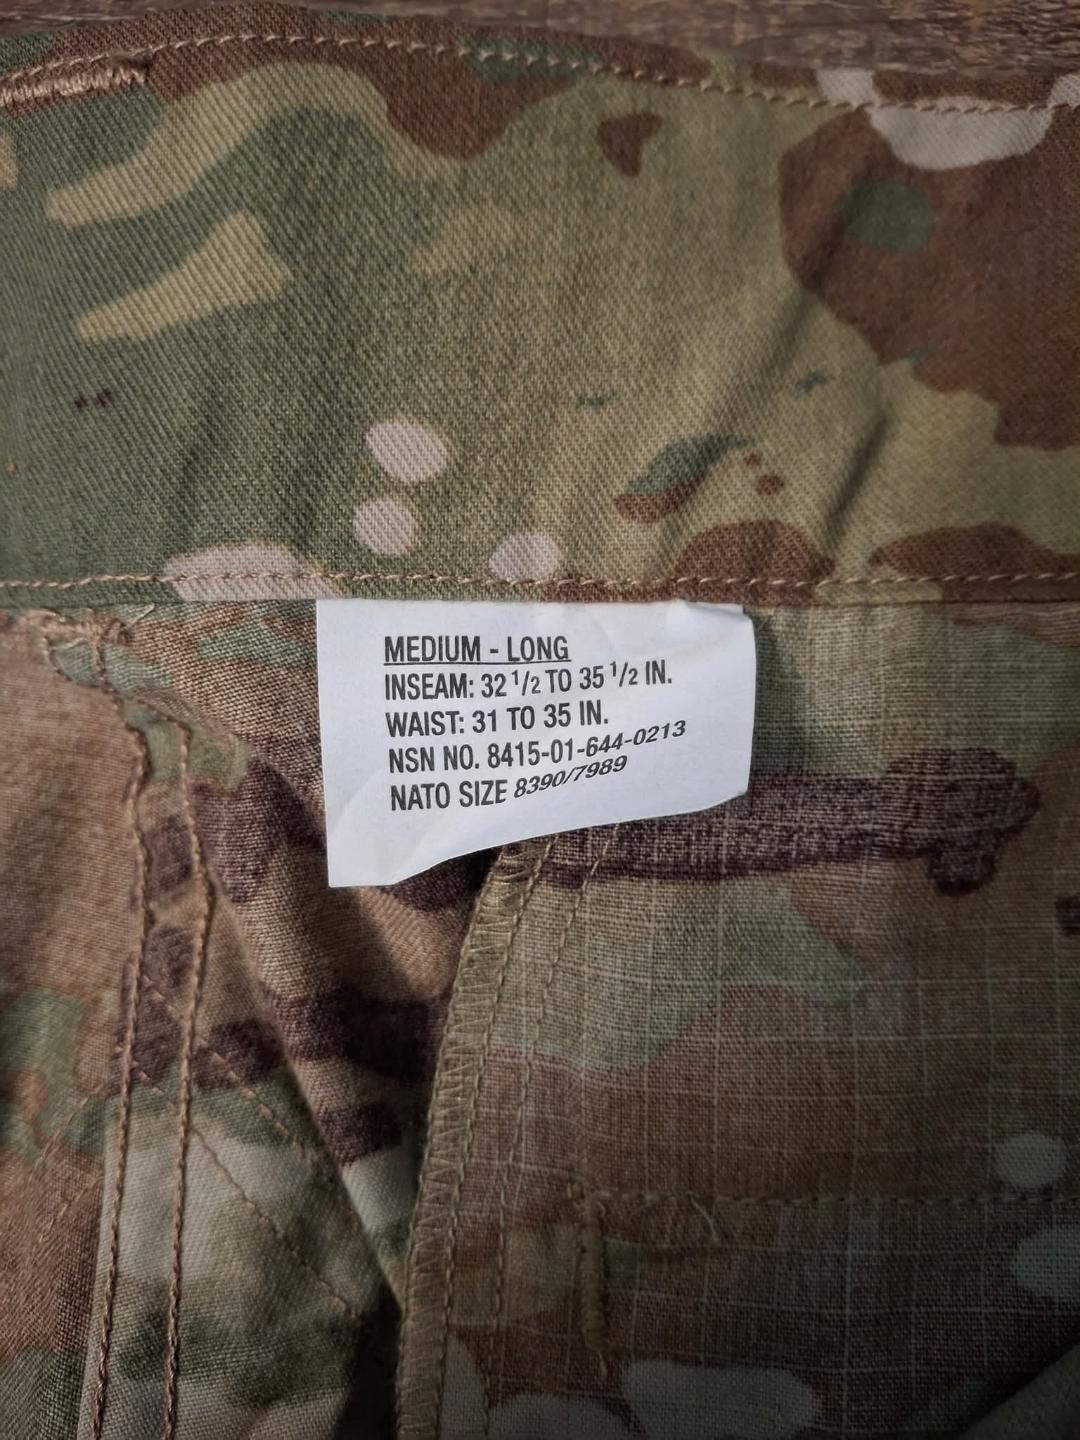 MEDIUM - LONG
INSEAM: 32 1/2 TO 35 1/2 IN.
WAIST: 31 TO 35 IN.
NSN NO. 8415-01-644-0213
NATO SIZE 8390/7989